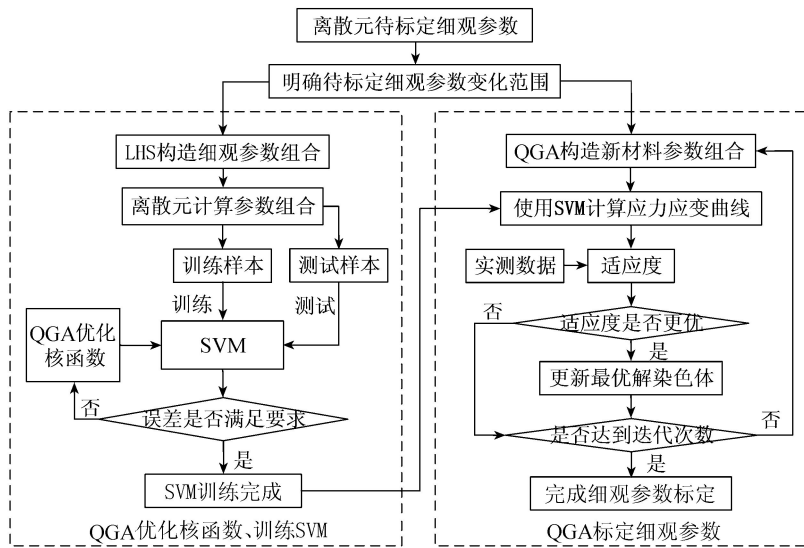 离散元待标定细观参数
明确待标定细观参数变化范围
LHS构造细观参数组合
离散元计算参数组合
训练样本
测试样本
训练
测试
QGA优化
核函数
SVM
否
误差是否满足要求
是
SVM训练完成
QGA优化核函数、训练SVM
QGA构造新材料参数组合
使用SVM计算应力应变曲线
实测数据
适应度
否
适应度是否更优
是
更新最优解染色体
否
是否达到迭代次数
是
完成细观参数标定
QGA标定细观参数